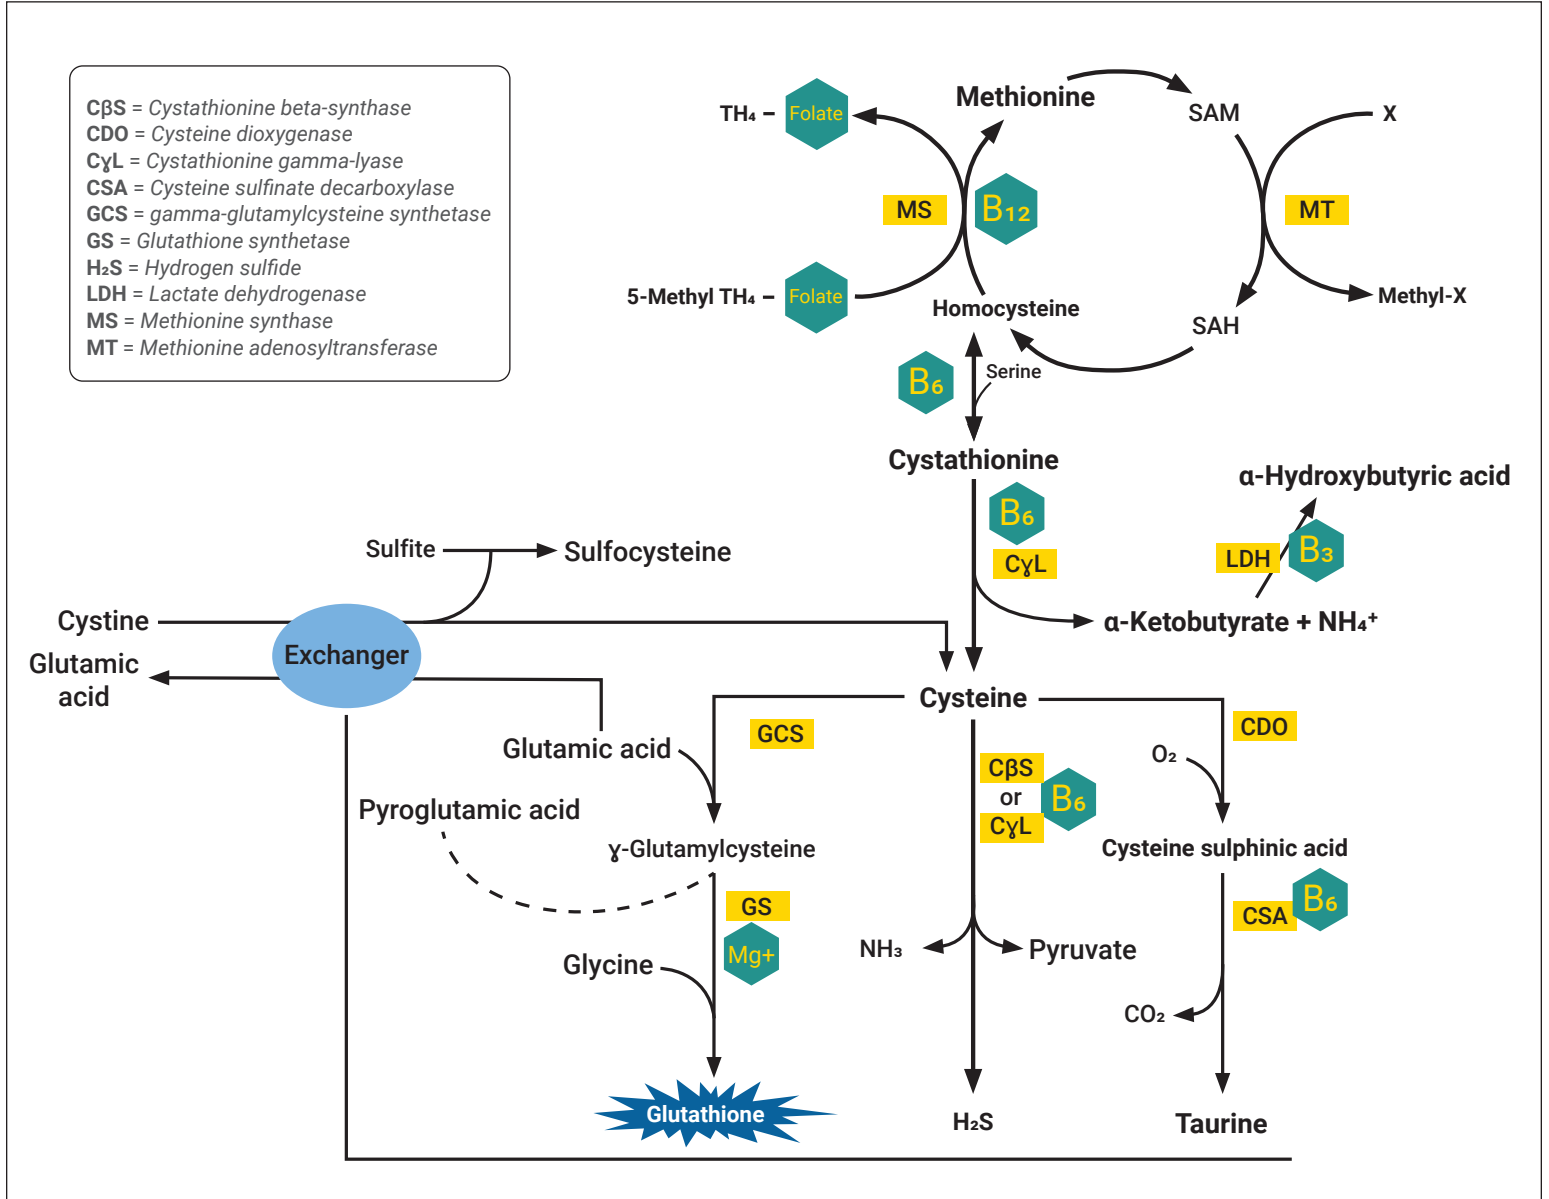 CβS = Cystathionine beta-synthase
CDO = Cysteine dioxygenase
CɣL = Cystathionine gamma-lyase
CSA = Cysteine sulfinate decarboxylase
GCS = gamma-glutamylcysteine synthetase
GS = Glutathione synthetase
H₂S = Hydrogen sulfide
LDH = Lactate dehydrogenase
MS = Methionine synthase
MT = Methionine adenosyltransferase
Methionine
TH₄ – Folate
SAM
X
MS
B₁₂
MT
5-Methyl TH₄ – Folate
Homocysteine
Methyl-X
SAH
B₆
Serine
Cystathionine
α-Hydroxybutyric acid
B₆
CɣL
LDH
B₃
Sulfite
Sulfocysteine
Cystine
α-Ketobutyrate + NH₄⁺
Exchanger
Glutamic
acid
Cysteine
GCS
CDO
Glutamic acid
O₂
CβS
or
CɣL
B₆
Pyroglutamic acid
ɣ-Glutamylcysteine
Cysteine sulphinic acid
GS
CSA
B₆
Mg+
Glycine
NH₃
Pyruvate
CO₂
Glutathione
H₂S
Taurine